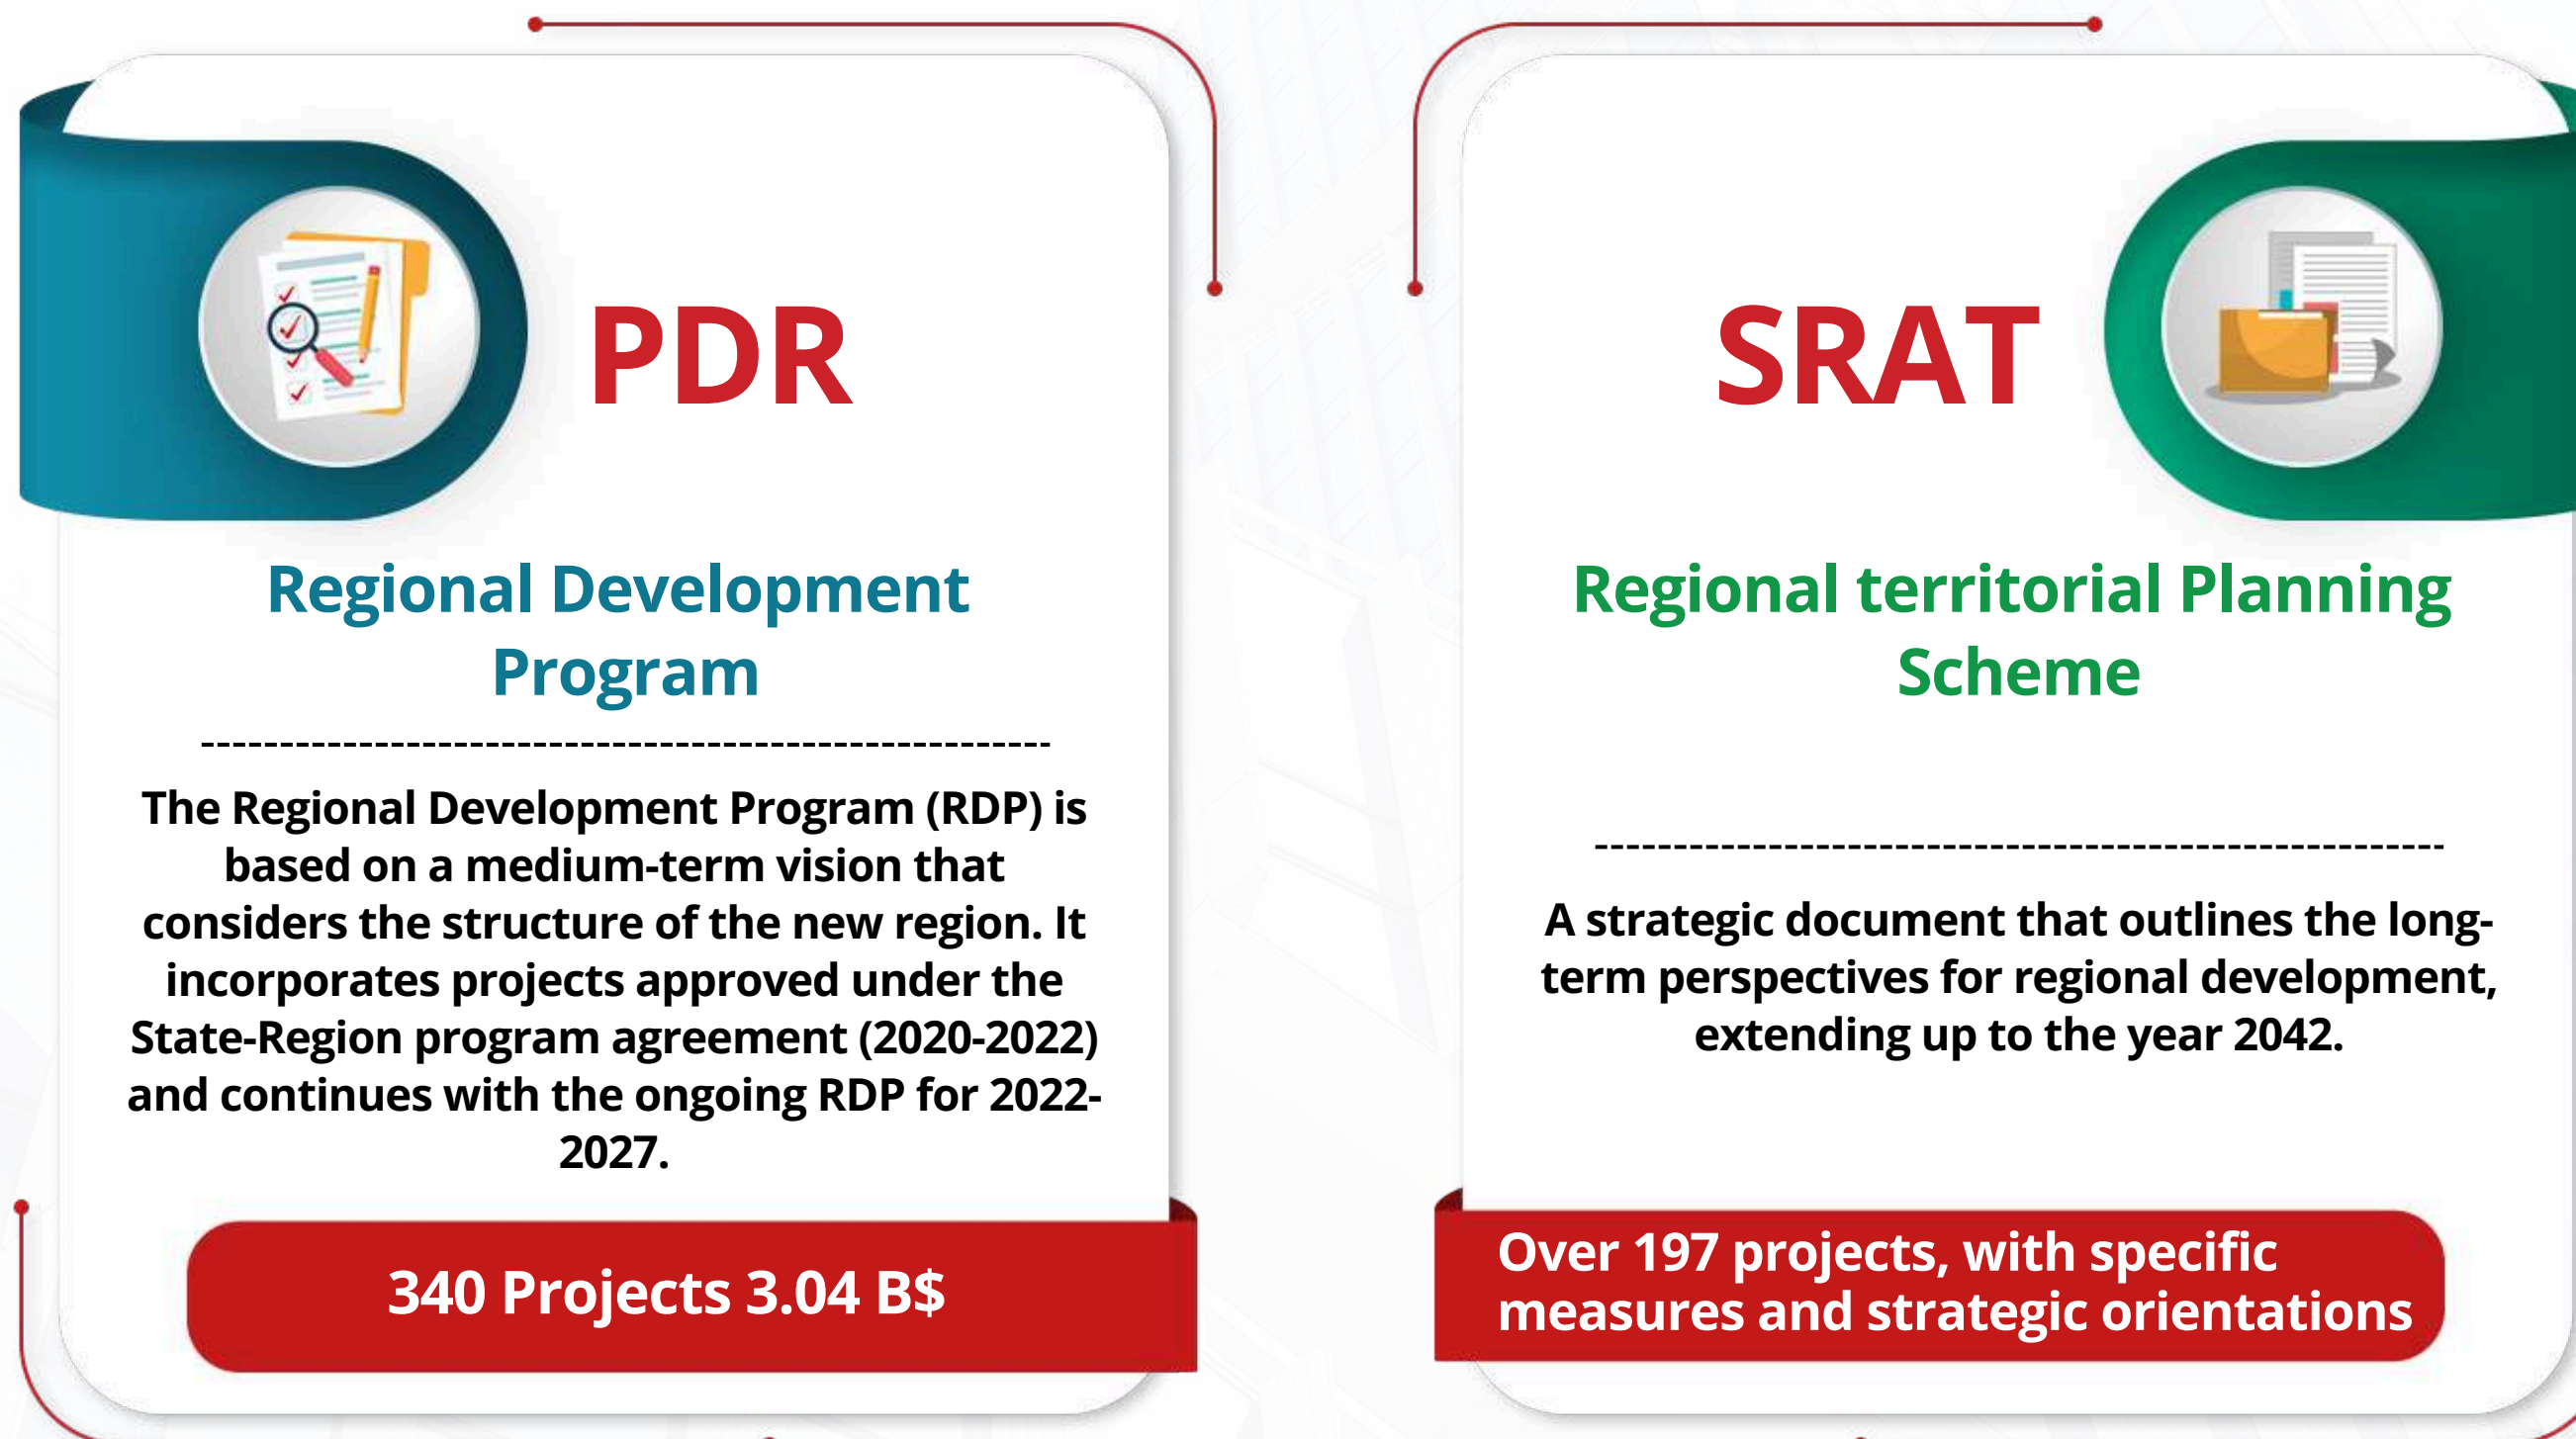 PDR
Regional Development
Program
The Regional Development Program (RDP) is
based on a medium-term vision that
considers the structure of the new region. It
incorporates projects approved under the
State-Region program agreement (2020-2022)
and continues with the ongoing RDP for 2022-
2027.
340 Projects 3.04 B$
SRAT
Regional territorial Planning
Scheme
A strategic document that outlines the long-
term perspectives for regional development,
extending up to the year 2042.
Over 197 projects, with specific
measures and strategic orientations